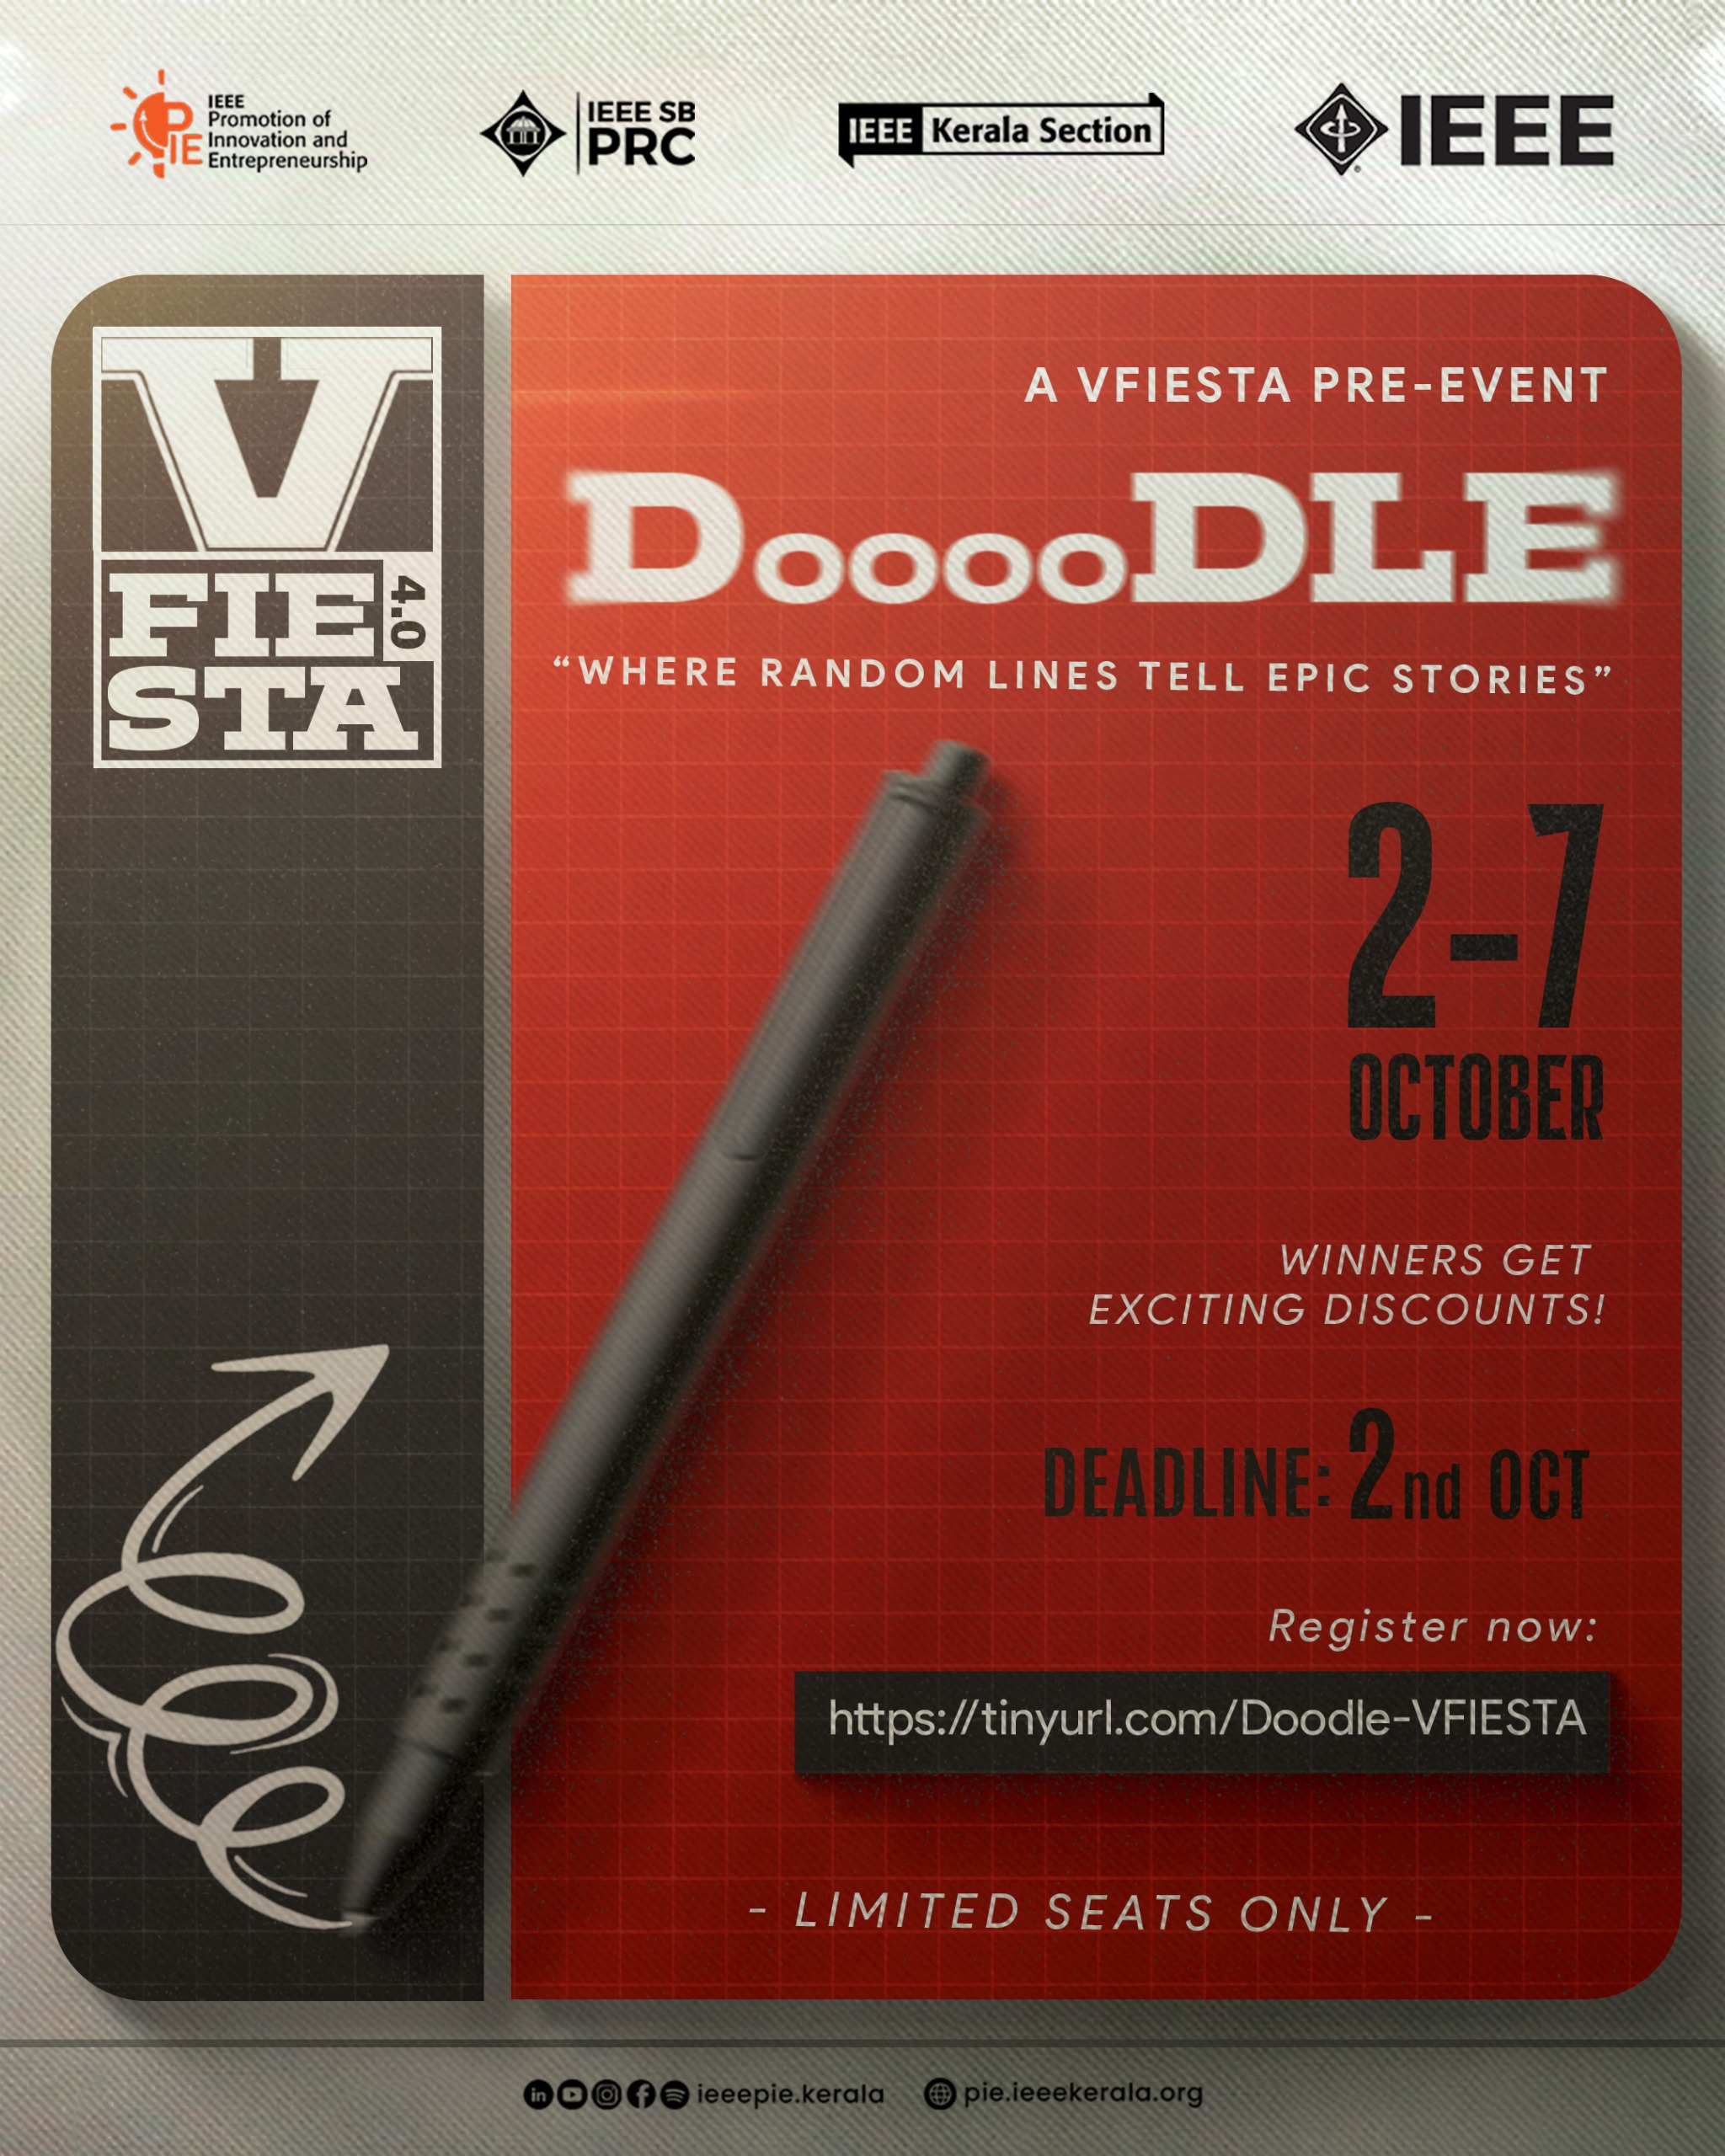 IEEE
Promotion of
Innovation and
Entrepreneurship
PIE
IEEE SB
PRC
IEEE Kerala Section
IEEE
V
FIE
4.0
STA
A VFIESTA PRE-EVENT
DooooDLE
“WHERE RANDOM LINES TELL EPIC STORIES”
2-7
OCTOBER
WINNERS GET
EXCITING DISCOUNTS!
DEADLINE: 2nd OCT
Register now:
https://tinyurl.com/Doodle-VFIESTA
- LIMITED SEATS ONLY -
ieeepie.kerala
pie.ieeekerala.org